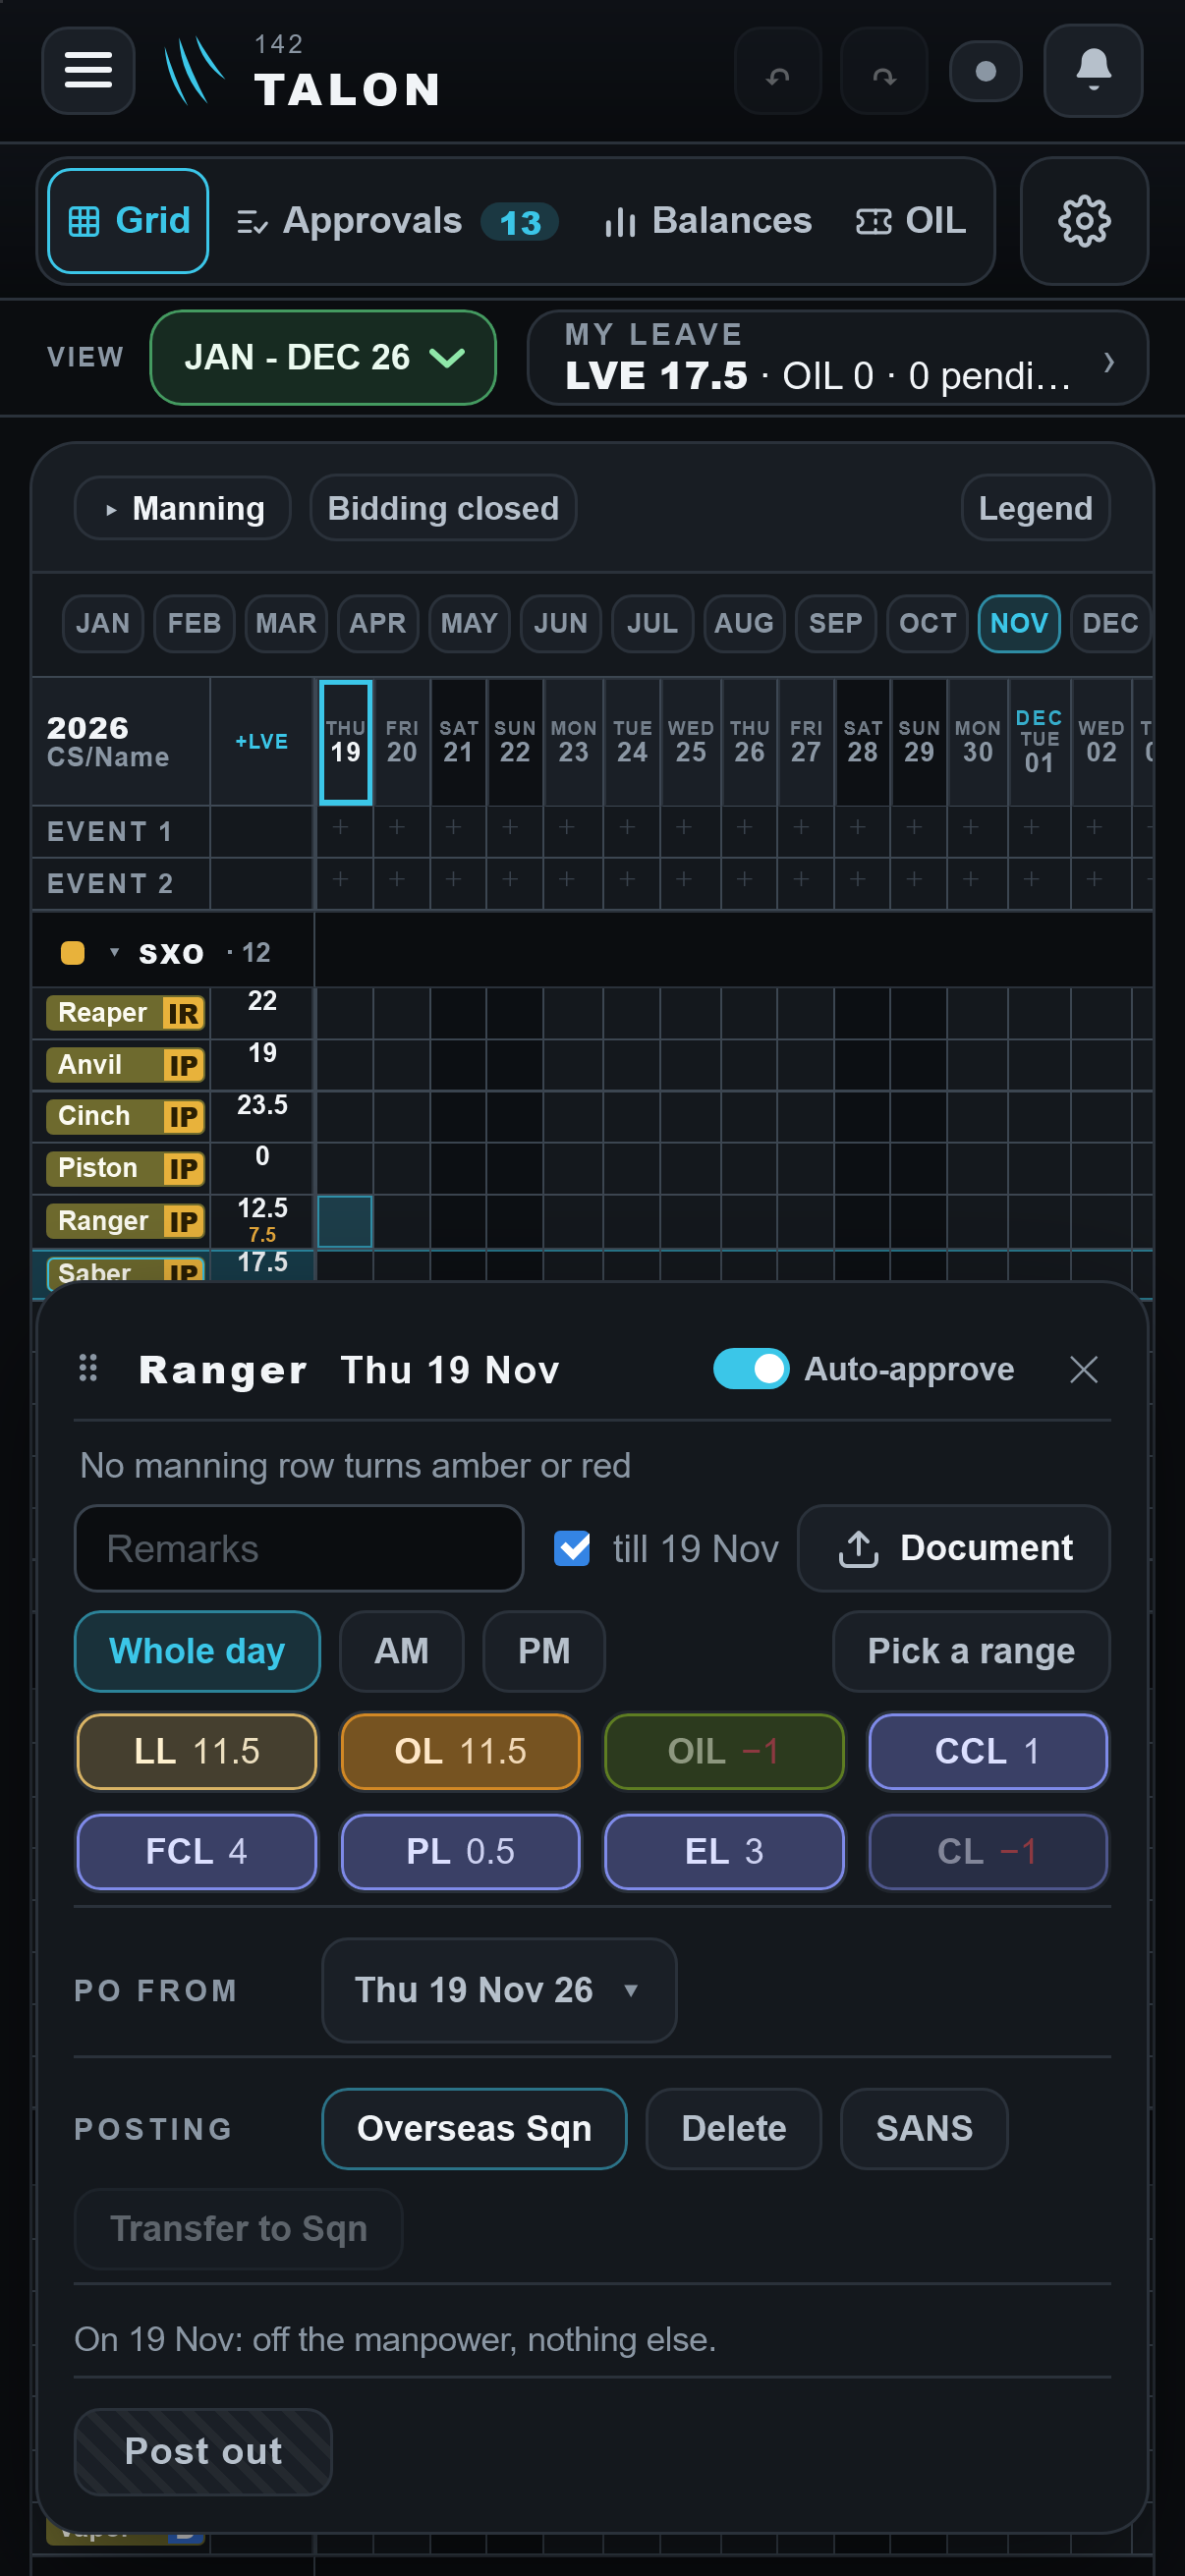 142
TALON
Grid Approvals 13 Balances OIL
VIEW JAN - DEC 26 MY LEAVE
LVE 17.5 · OIL 0 · 0 pendi...
Manning Bidding closed Legend
JAN FEB MAR APR MAY JUN JUL AUG SEP OCT NOV DEC
2026
CS/Name
+LVE
THU 19 FRI 20 SAT 21 SUN 22 MON 23 TUE 24 WED 25 THU 26 FRI 27 SAT 28 SUN 29 MON 30 DEC TUE 01 WED 02
EVENT 1 + + + + + + + + + + + + + +
EVENT 2 + + + + + + + + + + + + + +
SXO · 12
Reaper IR 22
Anvil IP 19
Cinch IP 23.5
Piston IP 0
Ranger IP 12.5
7.5
Saber IP 17.5
Ranger Thu 19 Nov Auto-approve
No manning row turns amber or red
Remarks till 19 Nov Document
Whole day AM PM Pick a range
LL 11.5 OL 11.5 OIL −1 CCL 1
FCL 4 PL 0.5 EL 3 CL −1
PO FROM Thu 19 Nov 26
POSTING Overseas Sqn Delete SANS
Transfer to Sqn
On 19 Nov: off the manpower, nothing else.
Post out